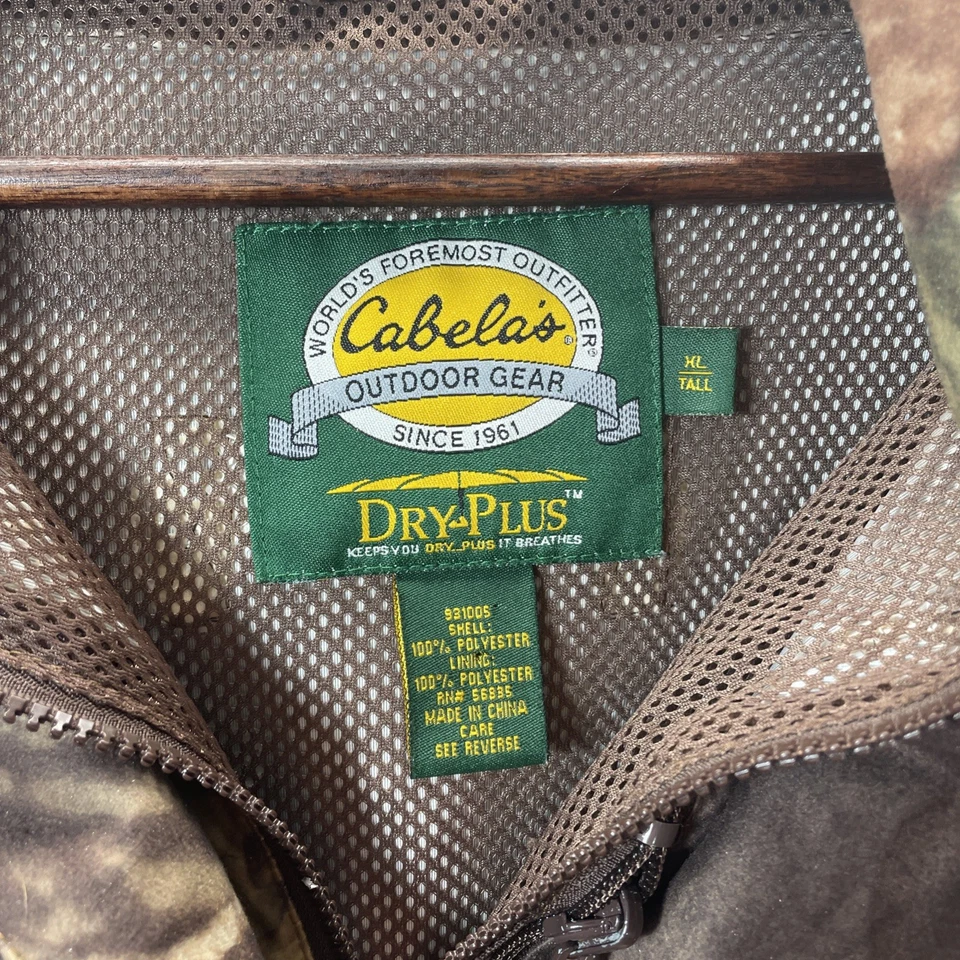 WORLD'S FOREMOST OUTFITTER®
Cabela's®
OUTDOOR GEAR
SINCE 1961
XL
TALL
DRY-PLUS™
KEEPS YOU DRY-PLUS IT BREATHES
931005
SHELL:
100% POLYESTER
LINING:
100% POLYESTER
RN# 56835
MADE IN CHINA
CARE
SEE REVERSE